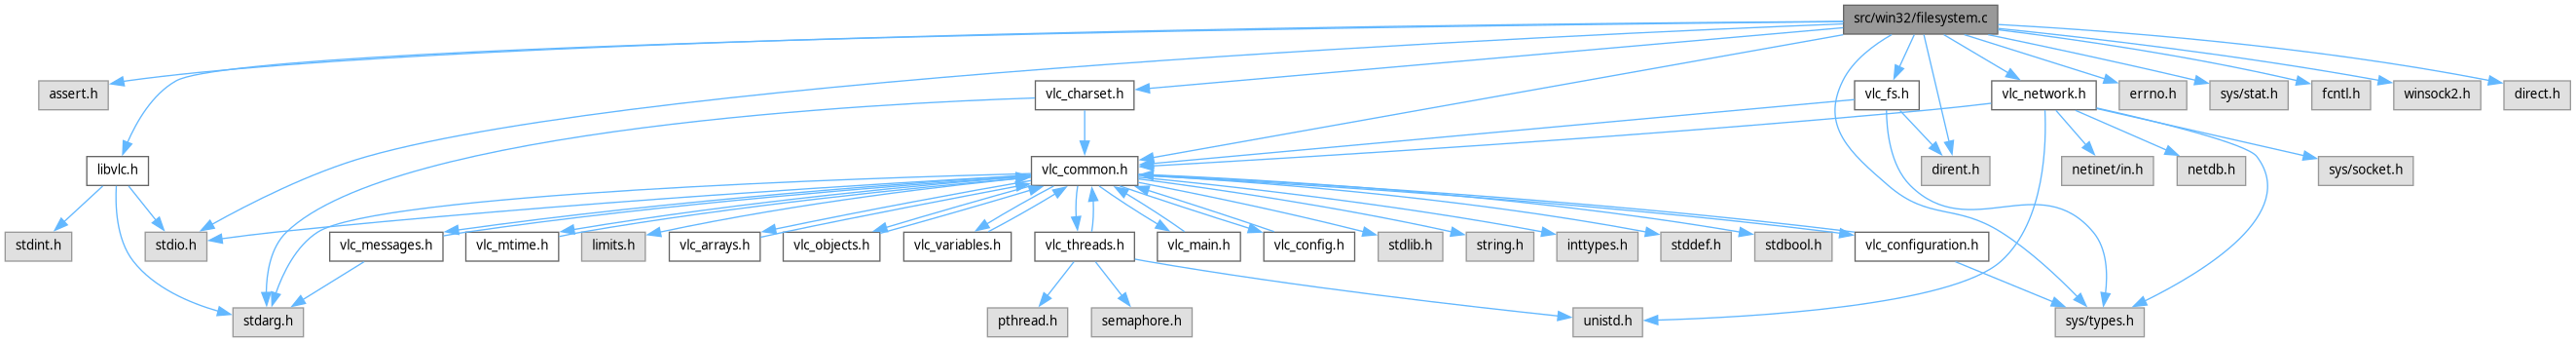 src/win32/filesystem.c
assert.h
vlc_charset.h
vlc_fs.h
vlc_network.h
errno.h
sys/stat.h
fcntl.h
winsock2.h
direct.h
libvlc.h
vlc_common.h
dirent.h
netinet/in.h
netdb.h
sys/socket.h
stdint.h
stdio.h
vlc_messages.h
vlc_mtime.h
limits.h
vlc_arrays.h
vlc_objects.h
vlc_variables.h
vlc_threads.h
vlc_main.h
vlc_config.h
stdlib.h
string.h
inttypes.h
stddef.h
stdbool.h
vlc_configuration.h
stdarg.h
pthread.h
semaphore.h
unistd.h
sys/types.h